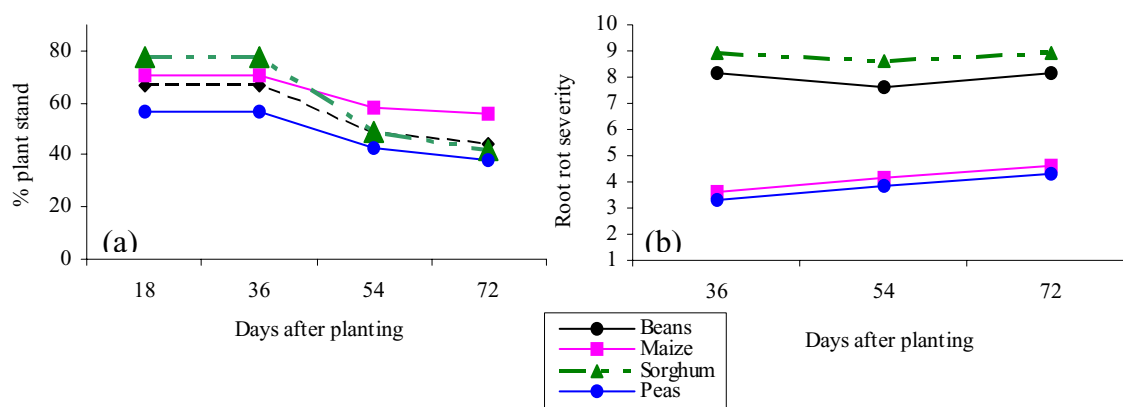 % plant stand
80
60
40
20
0
(a)
18 36 54 72
Days after planting
Root rot severity
10
9
8
7
6
5
4
3
2
1
(b)
36 54 72
Days after planting
Beans
Maize
Sorghum
Peas